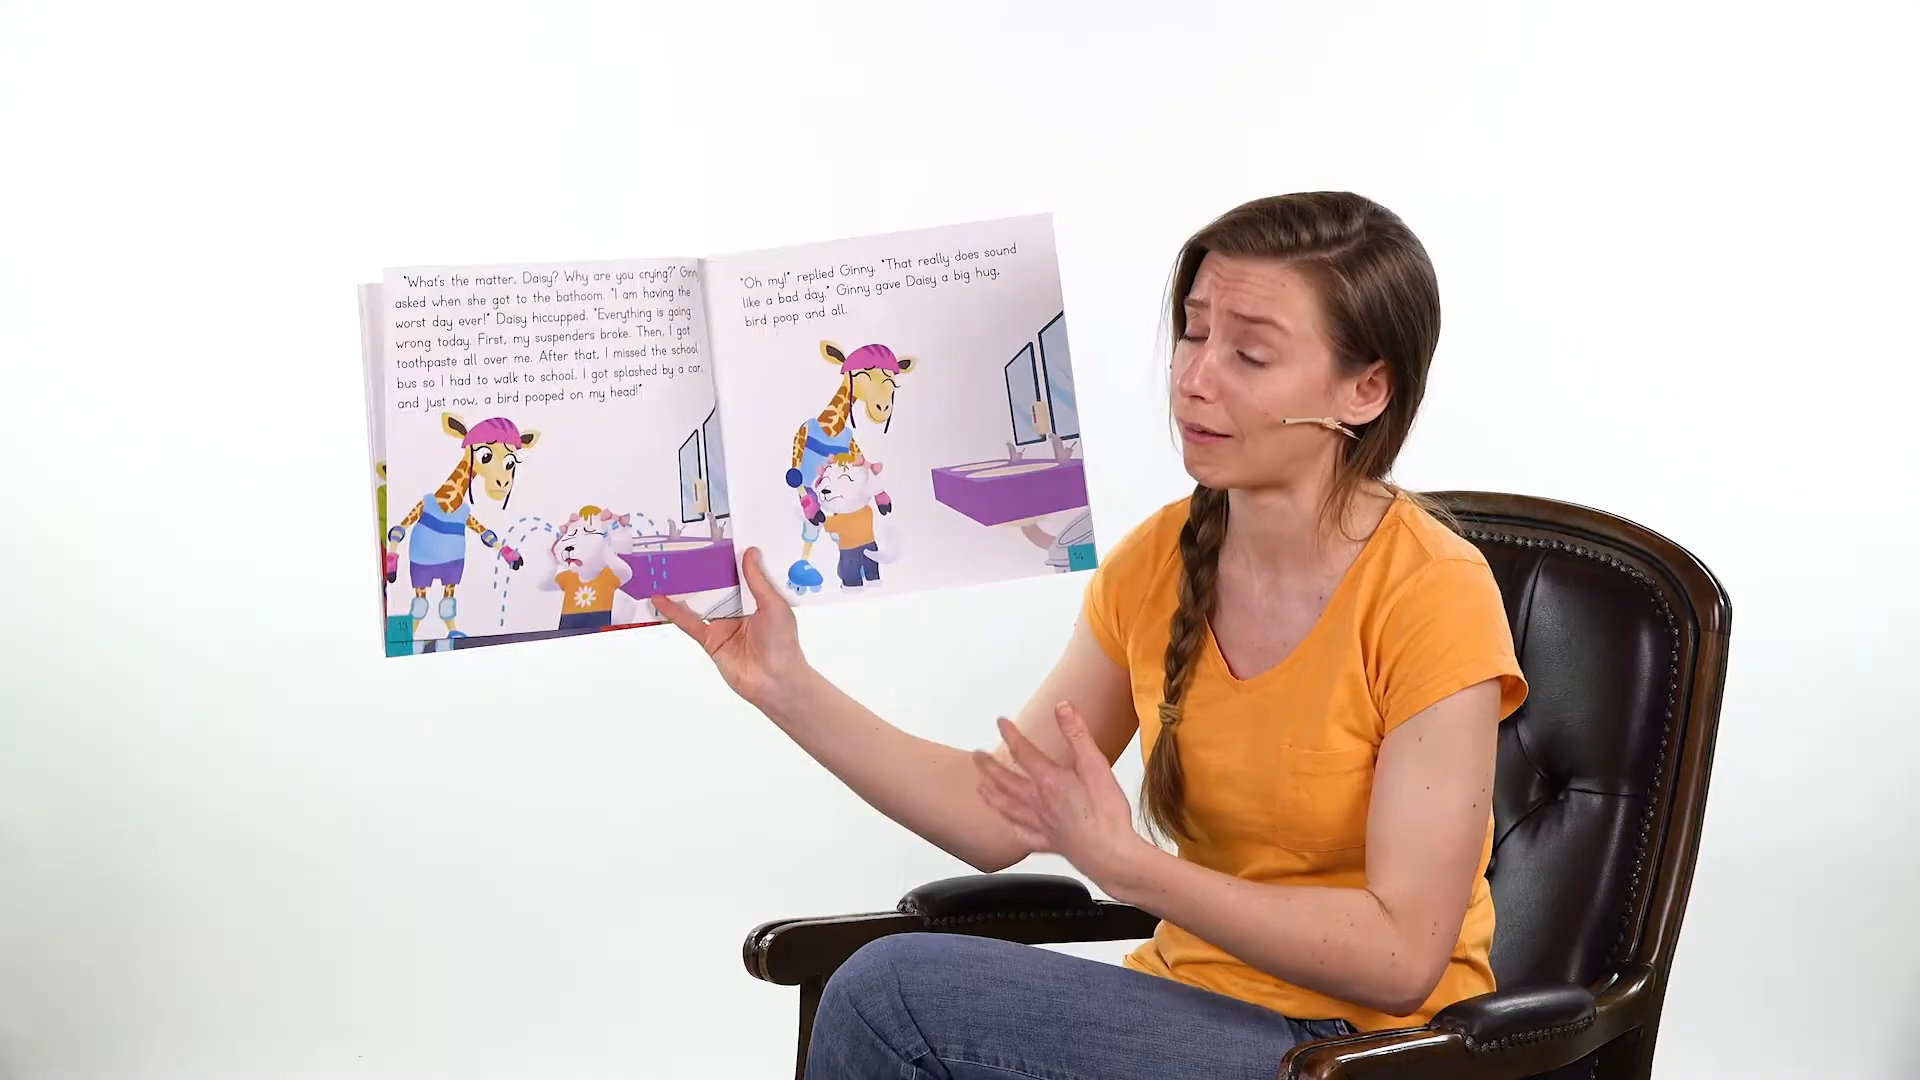 "What's the matter, Daisy? Why are you crying?" Ginn
asked when she got to the bathoom. "I am having the
worst day ever!" Daisy hiccupped. "Everything is going
wrong today. First, my suspenders broke. Then, I got
toothpaste all over me. After that, I missed the school
bus so I had to walk to school. I got splashed by a car,
and just now, a bird pooped on my head!"
13
"Oh my!" replied Ginny. "That really does sound
like a bad day." Ginny gave Daisy a big hug,
bird poop and all.
14